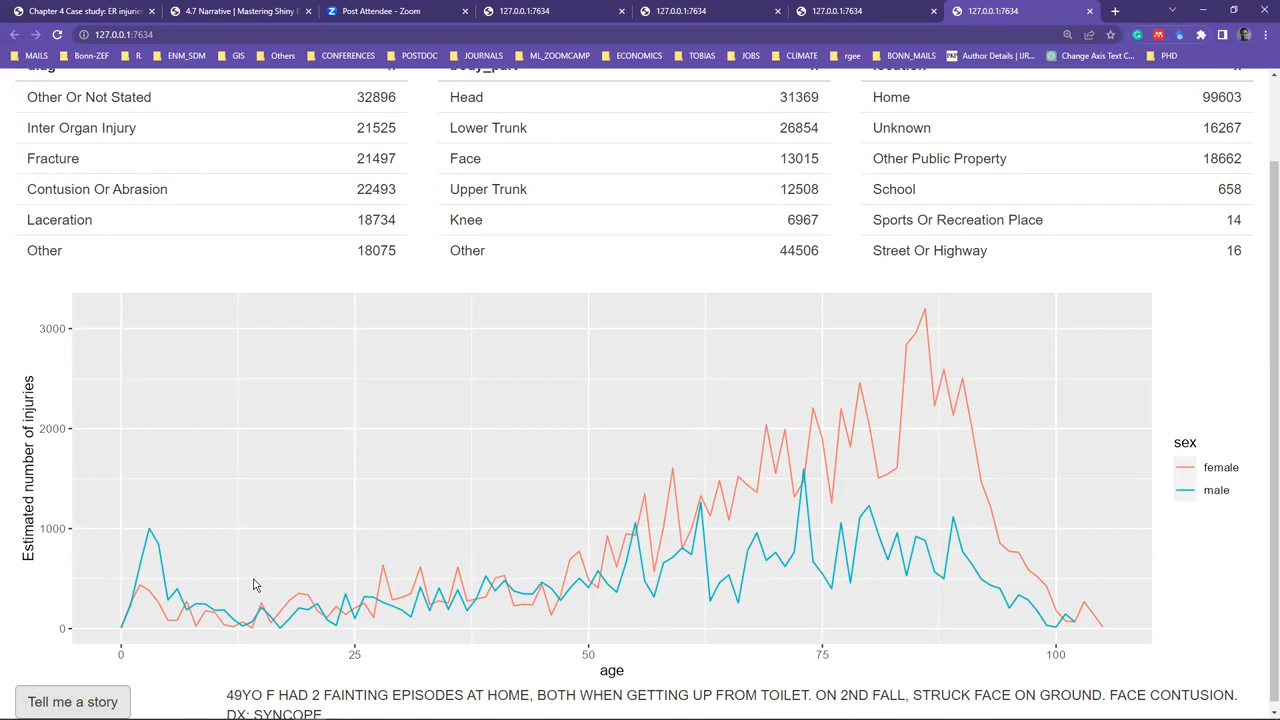 Chapter 4 Case study: ER injurie
4.7 Narrative | Mastering Shiny
Post Attendee - Zoom
127.0.0.1:7634
127.0.0.1:7634
127.0.0.1:7634
127.0.0.1:7634
127.0.0.1:7634
MAILS
Bonn-ZEF
R
ENM_SDM
GIS
Others
CONFERENCES
POSTDOC
JOURNALS
ML_ZOOMCAMP
ECONOMICS
TOBIAS
JOBS
CLIMATE
rgee
BONN_MAILS
Author Details | IJR...
Change Axis Text C...
PHD
Other Or Not Stated 32896 Head 31369 Home 99603
Inter Organ Injury 21525 Lower Trunk 26854 Unknown 16267
Fracture 21497 Face 13015 Other Public Property 18662
Contusion Or Abrasion 22493 Upper Trunk 12508 School 658
Laceration 18734 Knee 6967 Sports Or Recreation Place 14
Other 18075 Other 44506 Street Or Highway 16
3000
2000
1000
0
Estimated number of injuries
0 25 50 75 100
age
sex
female
male
Tell me a story
49YO F HAD 2 FAINTING EPISODES AT HOME, BOTH WHEN GETTING UP FROM TOILET. ON 2ND FALL, STRUCK FACE ON GROUND. FACE CONTUSION.
DX: SYNCOPE